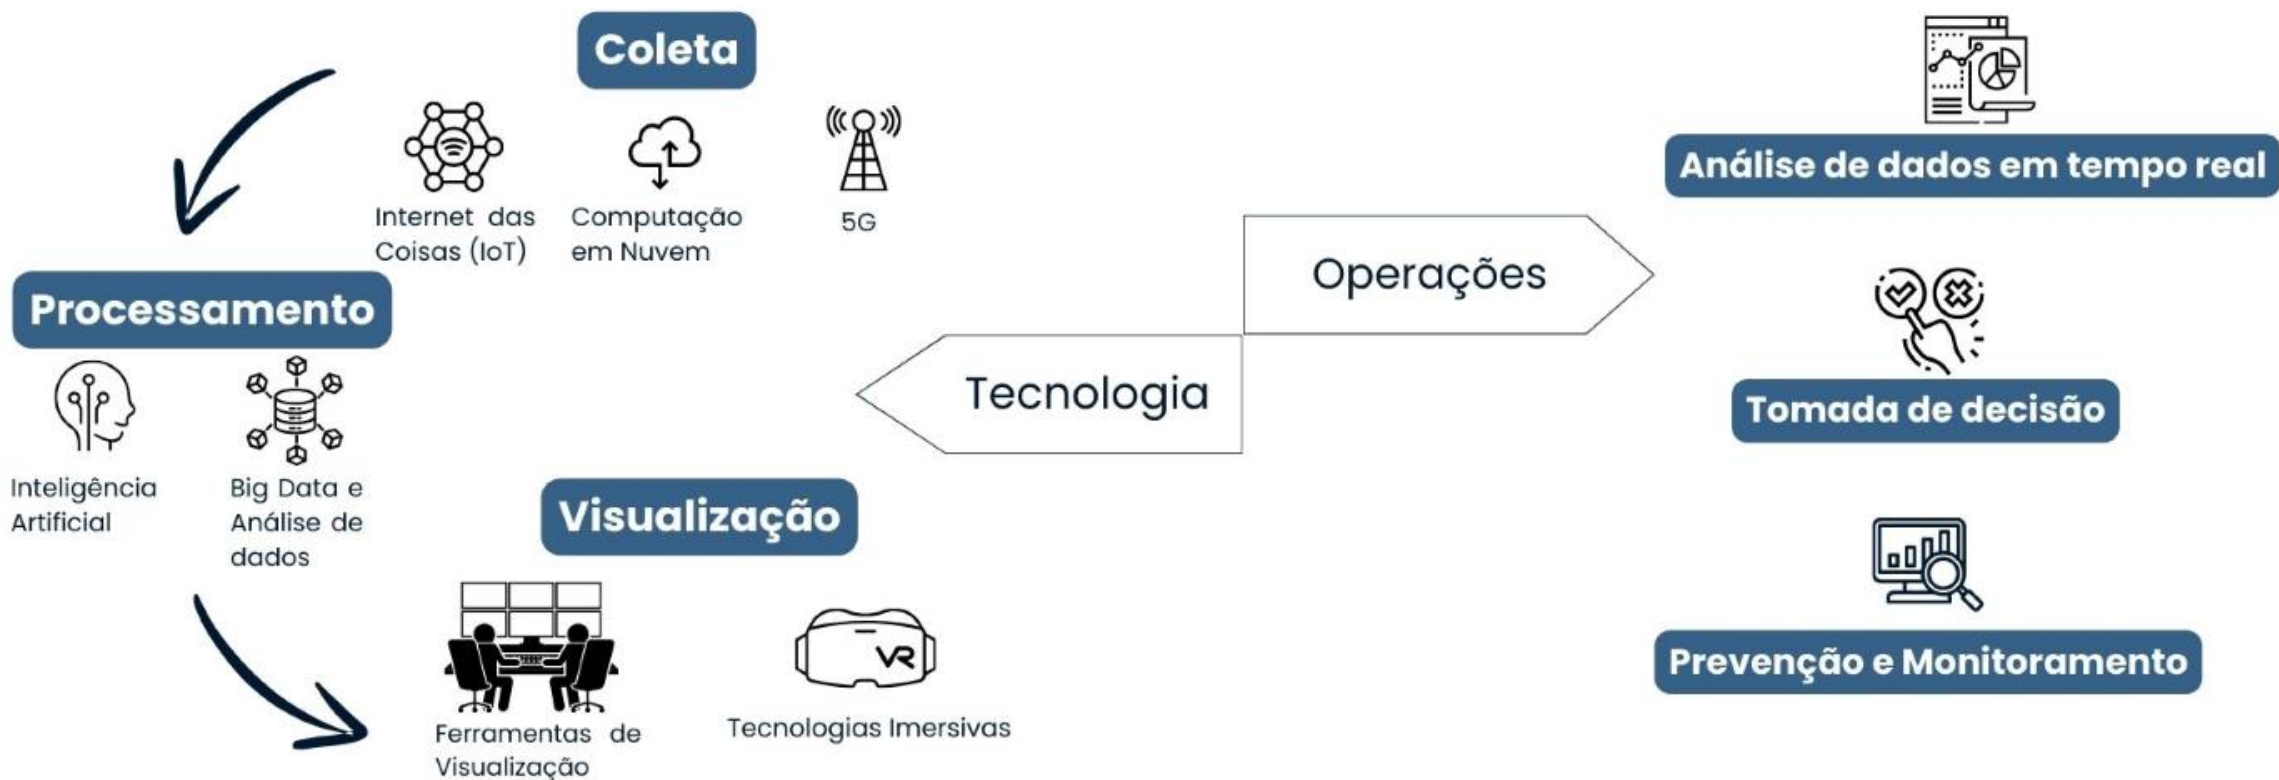 Coleta
Internet das
Coisas (IoT)
Computação
em Nuvem
5G
Processamento
Inteligência
Artificial
Big Data e
Análise de
dados
Visualização
VR
Ferramentas de
Visualização
Tecnologias Imersivas
Tecnologia
Operações
Análise de dados em tempo real
Tomada de decisão
Prevenção e Monitoramento